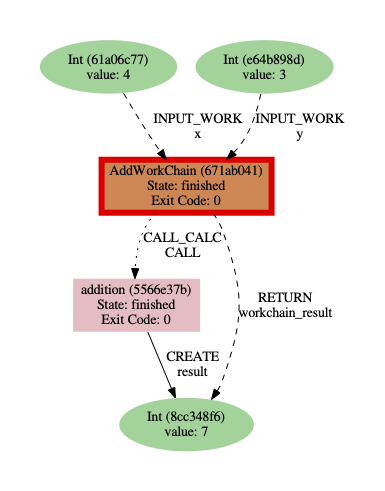 Int (61a06c77)
value: 4
Int (e64b898d)
value: 3
INPUT_WORK
x
INPUT_WORK
y
AddWorkChain (671ab041)
State: finished
Exit Code: 0
CALL_CALC
CALL
addition (5566e37b)
State: finished
Exit Code: 0
RETURN
workchain_result
CREATE
result
Int (8cc348f6)
value: 7